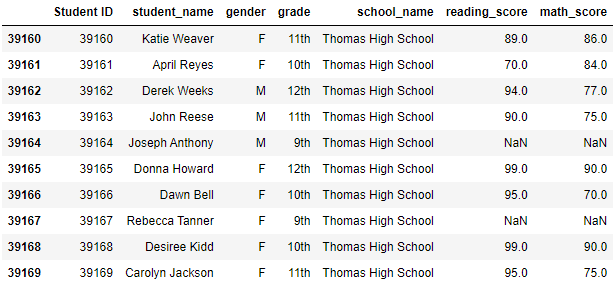 Student ID student_name gender grade school_name reading_score math_score
39160 39160 Katie Weaver F 11th Thomas High School 89.0 86.0
39161 39161 April Reyes F 10th Thomas High School 70.0 84.0
39162 39162 Derek Weeks M 12th Thomas High School 94.0 77.0
39163 39163 John Reese M 11th Thomas High School 90.0 75.0
39164 39164 Joseph Anthony M 9th Thomas High School NaN NaN
39165 39165 Donna Howard F 12th Thomas High School 99.0 90.0
39166 39166 Dawn Bell F 10th Thomas High School 95.0 70.0
39167 39167 Rebecca Tanner F 9th Thomas High School NaN NaN
39168 39168 Desiree Kidd F 10th Thomas High School 99.0 90.0
39169 39169 Carolyn Jackson F 11th Thomas High School 95.0 75.0